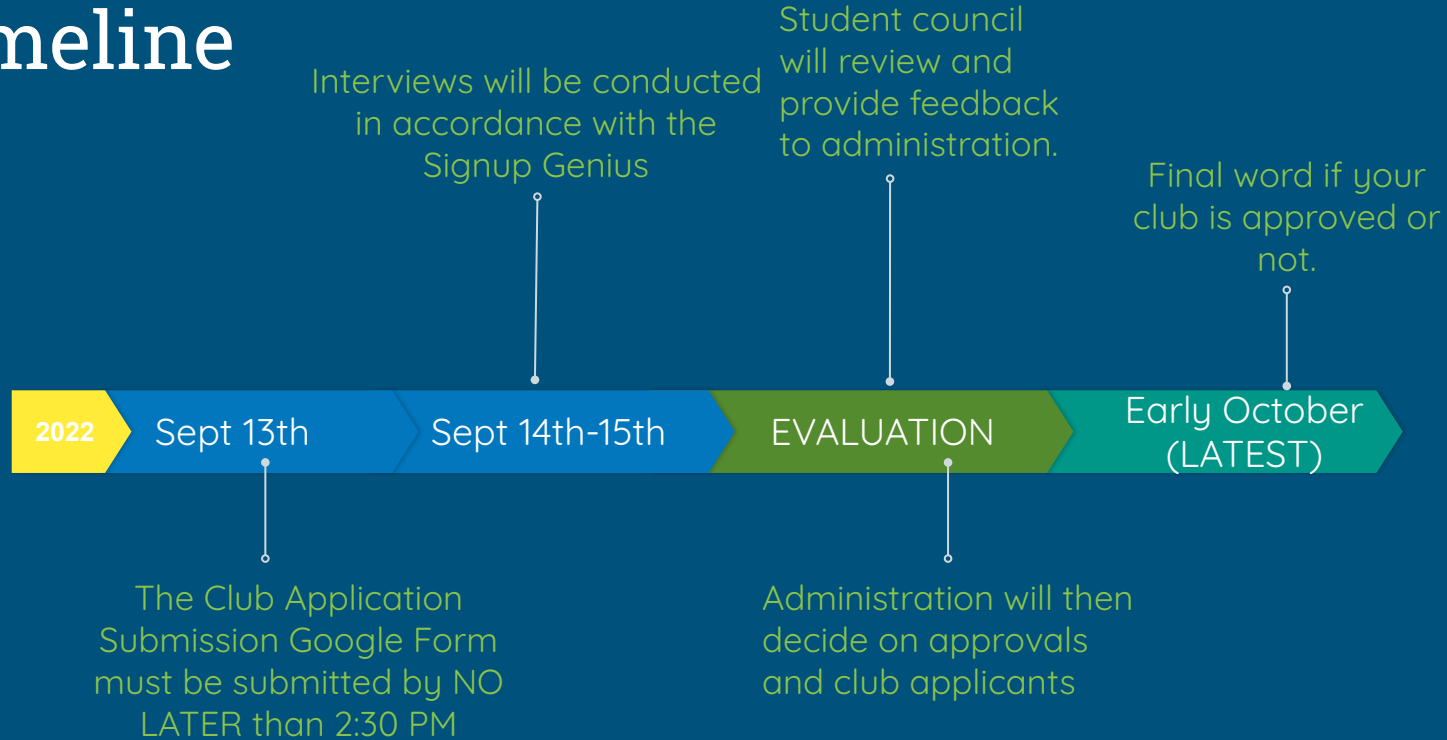 meline
Interviews will be conducted
in accordance with the
Signup Genius
Student council
will review and
provide feedback
to administration.
Final word if your
club is approved or
not.
2022
Sept 13th
Sept 14th-15th
EVALUATION
Early October
(LATEST)
The Club Application
Submission Google Form
must be submitted by NO
LATER than 2:30 PM
Administration will then
decide on approvals
and club applicants